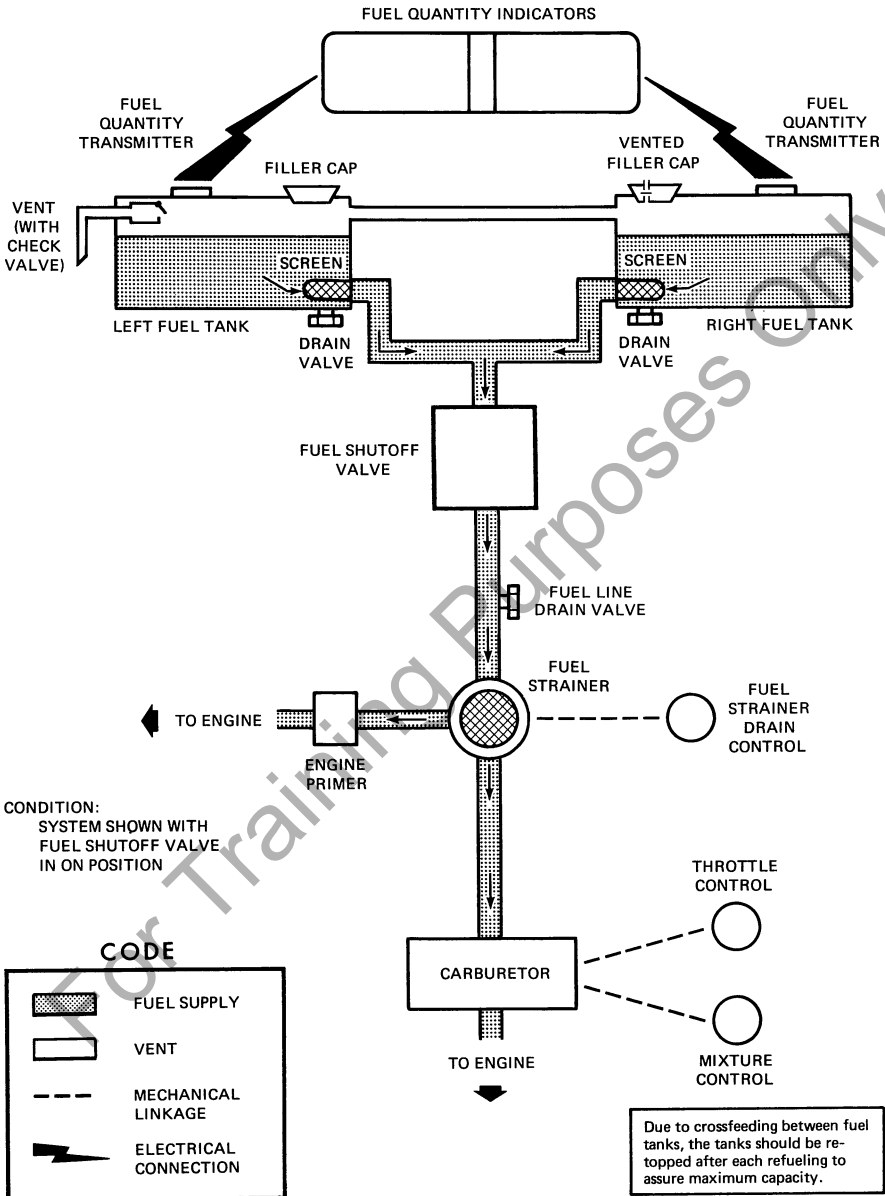 FUEL QUANTITY INDICATORS
FUEL
QUANTITY
TRANSMITTER
FUEL
QUANTITY
TRANSMITTER
FILLER CAP
VENTED
FILLER CAP
VENT
(WITH
CHECK
VALVE)
SCREEN
SCREEN
LEFT FUEL TANK
DRAIN
VALVE
DRAIN
VALVE
RIGHT FUEL TANK
FUEL SHUTOFF
VALVE
FUEL LINE
DRAIN VALVE
FUEL
STRAINER
FUEL
STRAINER
DRAIN
CONTROL
TO ENGINE
ENGINE
PRIMER
CONDITION:
SYSTEM SHOWN WITH
FUEL SHUTOFF VALVE
IN ON POSITION
THROTTLE
CONTROL
CARBURETOR
TO ENGINE
MIXTURE
CONTROL
CODE
FUEL SUPPLY
VENT
MECHANICAL
LINKAGE
ELECTRICAL
CONNECTION
Due to crossfeeding between fuel
tanks, the tanks should be re-
topped after each refueling to
assure maximum capacity.
For Training Purposes Only